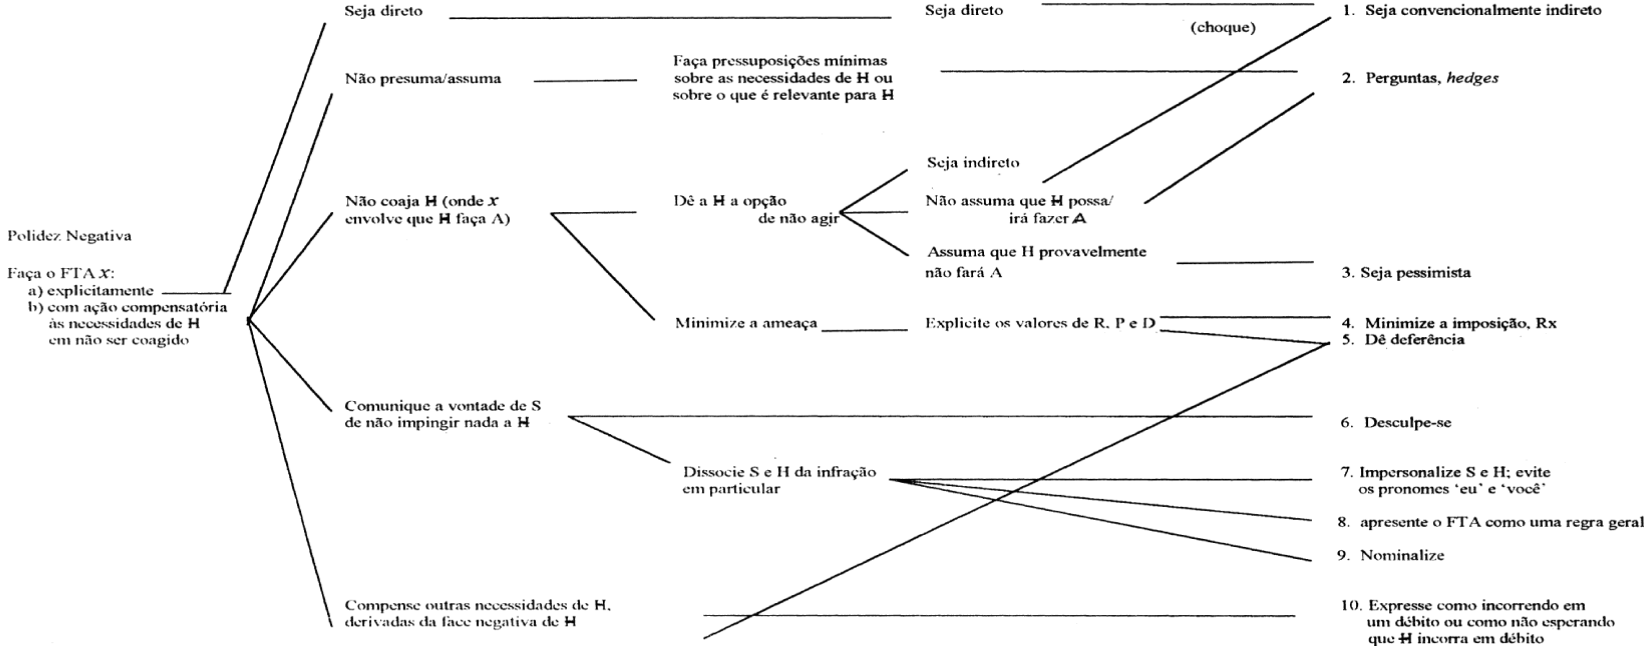 Seja direto
Seja direto
1. Seja convencionalmente indireto
(choque)
Não presuma/assuma
Faça pressuposições mínimas
sobre as necessidades de H ou
sobre o que é relevante para H
2. Perguntas, hedges
Não coaja H (onde x
envolve que H faça A)
Dê a H a opção
de não agir
Seja indireto
Não assuma que H possa/
irá fazer A
Assuma que H provavelmente
não fará A
3. Seja pessimista
Polidez Negativa
Faça o FTA x:
a) explicitamente
b) com ação compensatória
às necessidades de H
em não ser coagido
Minimize a ameaça
Explicite os valores de R, P e D
4. Minimize a imposição, Rx
5. Dê deferência
Comunique a vontade de S
de não impingir nada a H
6. Desculpe-se
Dissocie S e H da infração
em particular
7. Impersonalize S e H; evite
os pronomes ‘eu’ e ‘você’
8. apresente o FTA como uma regra geral
9. Nominalize
Compense outras necessidades de H,
derivadas da face negativa de H
10. Expresse como incorrendo em
um débito ou como não esperando
que H incorra em débito